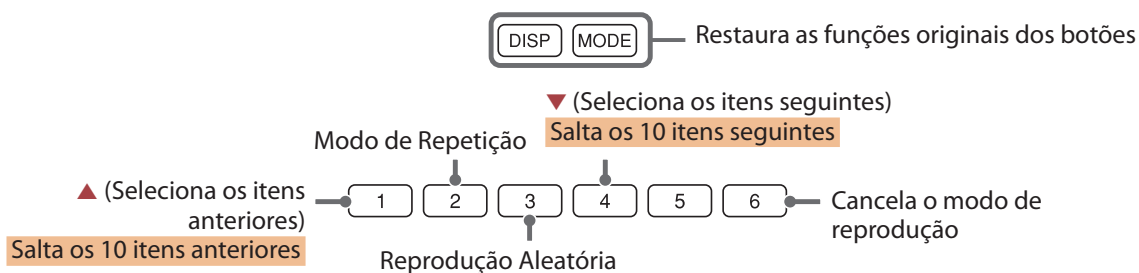 DISP MODE Restaura as funções originais dos botões
▼ (Seleciona os itens seguintes)
Salta os 10 itens seguintes
Modo de Repetição
▲ (Seleciona os itens
anteriores)
Salta os 10 itens anteriores
1 2 3 4 5 6
Cancela o modo de
reprodução
Reprodução Aleatória